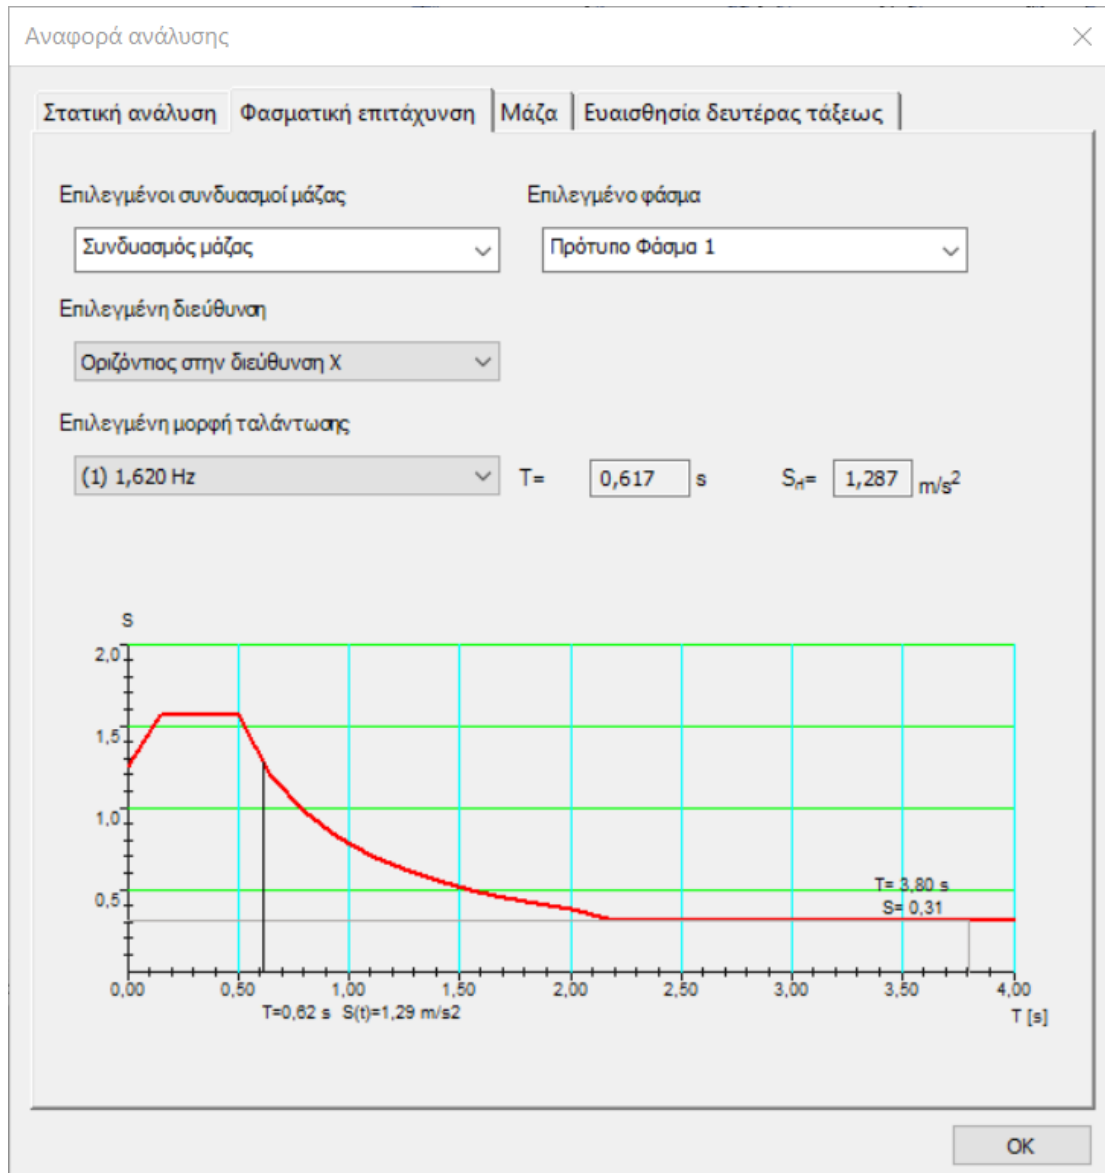 Αναφορά ανάλυσης
Στατική ανάλυση Φασματική επιτάχυνση Μάζα Ευαισθησία δευτέρας τάξεως
Επιλεγμένοι συνδυασμοί μάζας Επιλεγμένο φάσμα
Συνδυασμός μάζας Πρότυπο Φάσμα 1
Επιλεγμένη διεύθυνση
Οριζόντιος στην διεύθυνση X
Επιλεγμένη μορφή ταλάντωσης
(1) 1,620 Hz T= 0,617 s Srf= 1,287 m/s²
S
2,0
1,5
1,0
0,5
T= 3,80 s
S= 0,31
0,00 0,50 1,00 1,50 2,00 2,50 3,00 3,50 4,00
T=0,62 s S(t)=1,29 m/s2 T [s]
OK